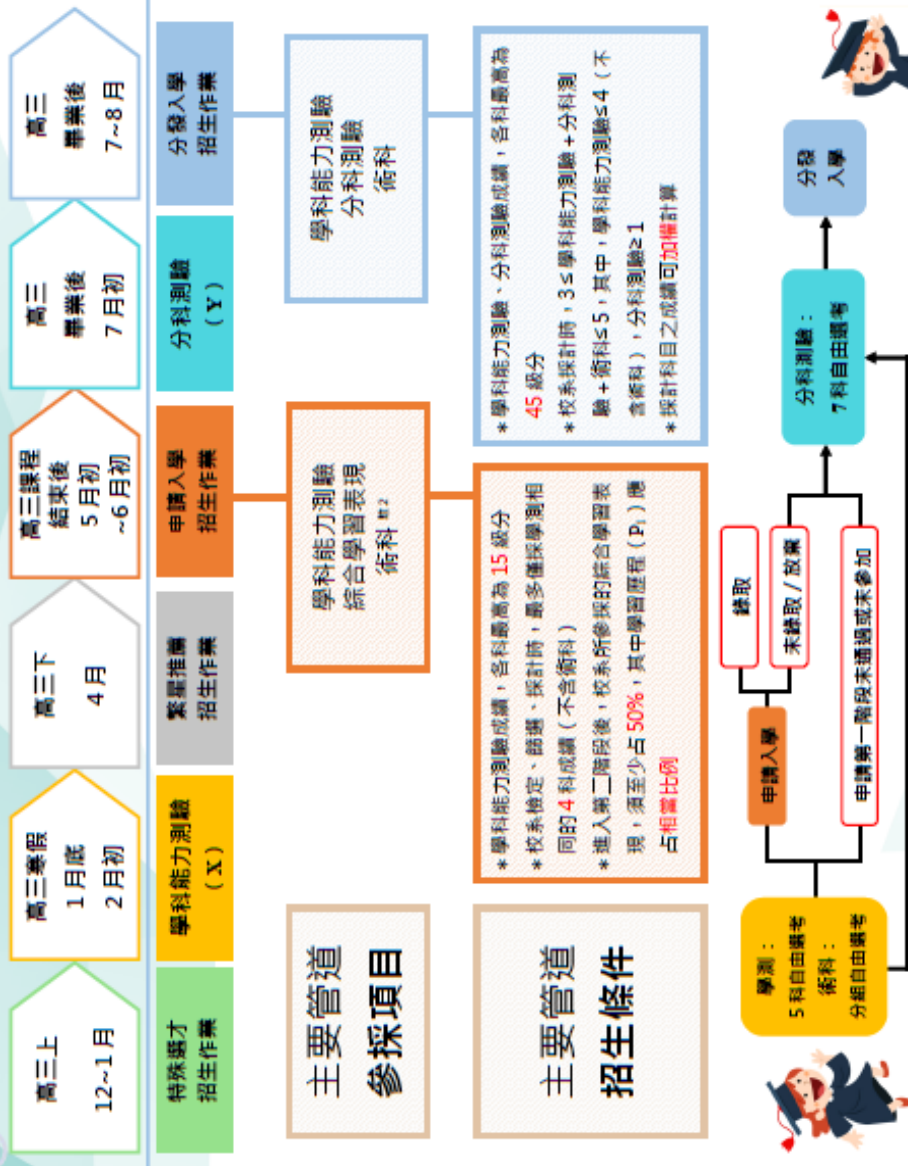 高三上
12~1月
高三寒假
1月底
2月初
高三下
4月
高三課程
結束後
5月初
~6月初
高三
畢業後
7月初
高三
畢業後
7~8月
特殊選才
招生作業
學科能力測驗
(X)
繁星推薦
招生作業
申請入學
招生作業
分科測驗
(Y)
分發入學
招生作業
主要管道
參採項目
學科能力測驗
綜合學習表現
術科 註2
學科能力測驗
分科測驗
術科
主要管道
招生條件
*學科能力測驗成績,各科最高為 15 級分
*校系檢定、篩選、採計時,最多僅採學測相
同的 4 科成績(不含術科)
*進入第二階段後,校系所參採的綜合學習表
現,須至少占 50%,其中學習歷程(P₁)應
占相當比例
*學科能力測驗、分科測驗成績,各科最高為
45 級分
*校系採計時,3≤學科能力測驗+分科測
驗+術科≤5,其中,學科能力測驗≤4(不
含術科),分科測驗≥1
*採計科目之成績可加權計算
學測:
5科自由選考
術科:
分組自由選考
申請入學
錄取
未錄取/放棄
申請第一階段未通過或未參加
分科測驗:
7科自由選考
分發
入學